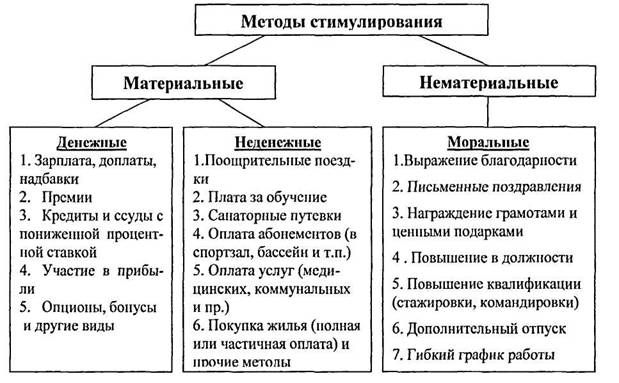 Методы стимулирования
Материальные
Нематериальные
Денежные
1. Зарплата, доплаты,
надбавки
2. Премии
3. Кредиты и ссуды с
пониженной процент-
ной ставкой
4. Участие в прибы-
ли
5. Опционы, бонусы
и другие виды
Неденежные
1.Поощрительные поезд-
ки
2. Плата за обучение
3. Санаторные путевки
4. Оплата абонементов (в
спортзал, бассейн и т.п.)
5. Оплата услуг (меди-
цинских, коммунальных
и пр.)
6. Покупка жилья (полная
или частичная оплата) и
прочие методы
Моральные
1.Выражение благодарности
2. Письменные поздравления
3. Награждение грамотами и
ценными подарками
4 . Повышение в должности
5. Повышение квалификации
(стажировки, командировки)
6. Дополнительный отпуск
7. Гибкий график работы